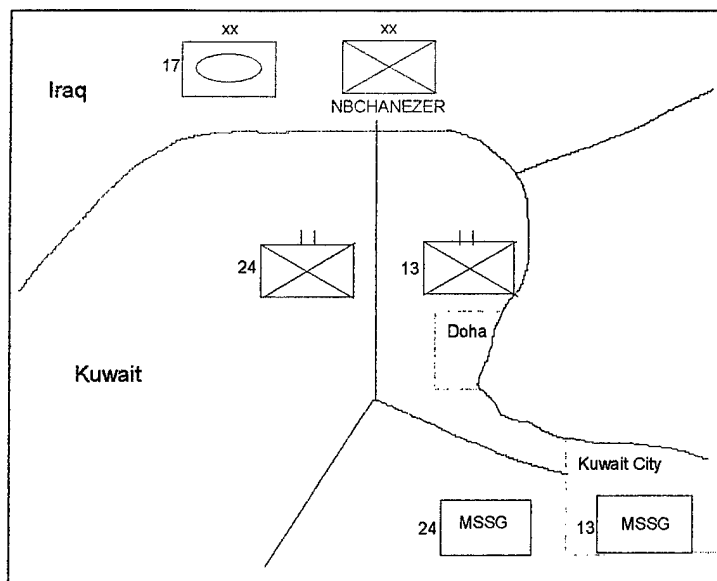 xx xx
17
Iraq
NBCHANEZER
24 13
Doha
Kuwait
Kuwait City
24 MSSG 13 MSSG